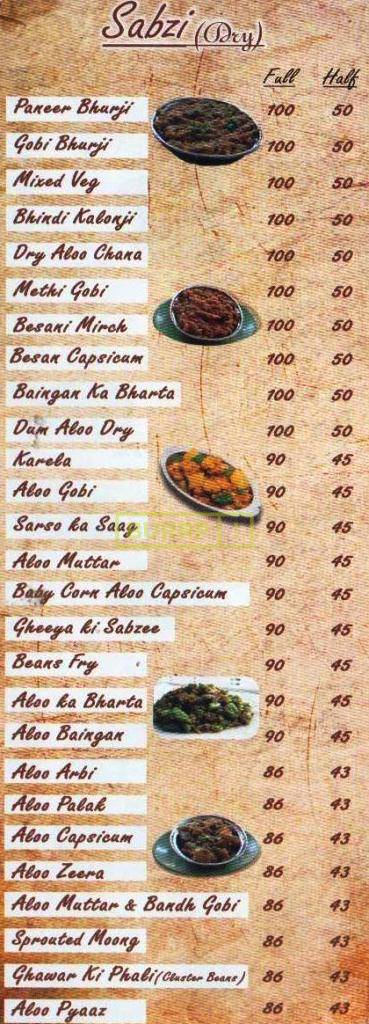 Sabzi (Dry)
Full Half
Paneer Bhurji 100 50
Gobi Bhurji 100 50
Mixed Veg 100 50
Bhindi Kalonji 100 50
Dry Aloo Chana 100 50
Methi Gobi 100 50
Besani Mirch 100 50
Besan Capsicum 100 50
Baingan Ka Bharta 100 50
Dum Aloo Dry 100 50
Karela 90 45
Aloo Gobi 90 45
Sarso ka Saag 90 45
Aloo Muttar 90 45
Baby Corn Aloo Capsicum 90 45
Gheeya ki Sabzee 90 45
Beans Fry 90 45
Aloo ka Bharta 90 45
Aloo Baingan 90 45
Aloo Arbi 86 43
Aloo Palak 86 43
Aloo Capsicum 86 43
Aloo Zeera 86 43
Aloo Muttar & Bandh Gobi 86 43
Sprouted Moong 86 43
Ghawar Ki Phali (Cluster Beans) 86 43
Aloo Pyaaz 86 43